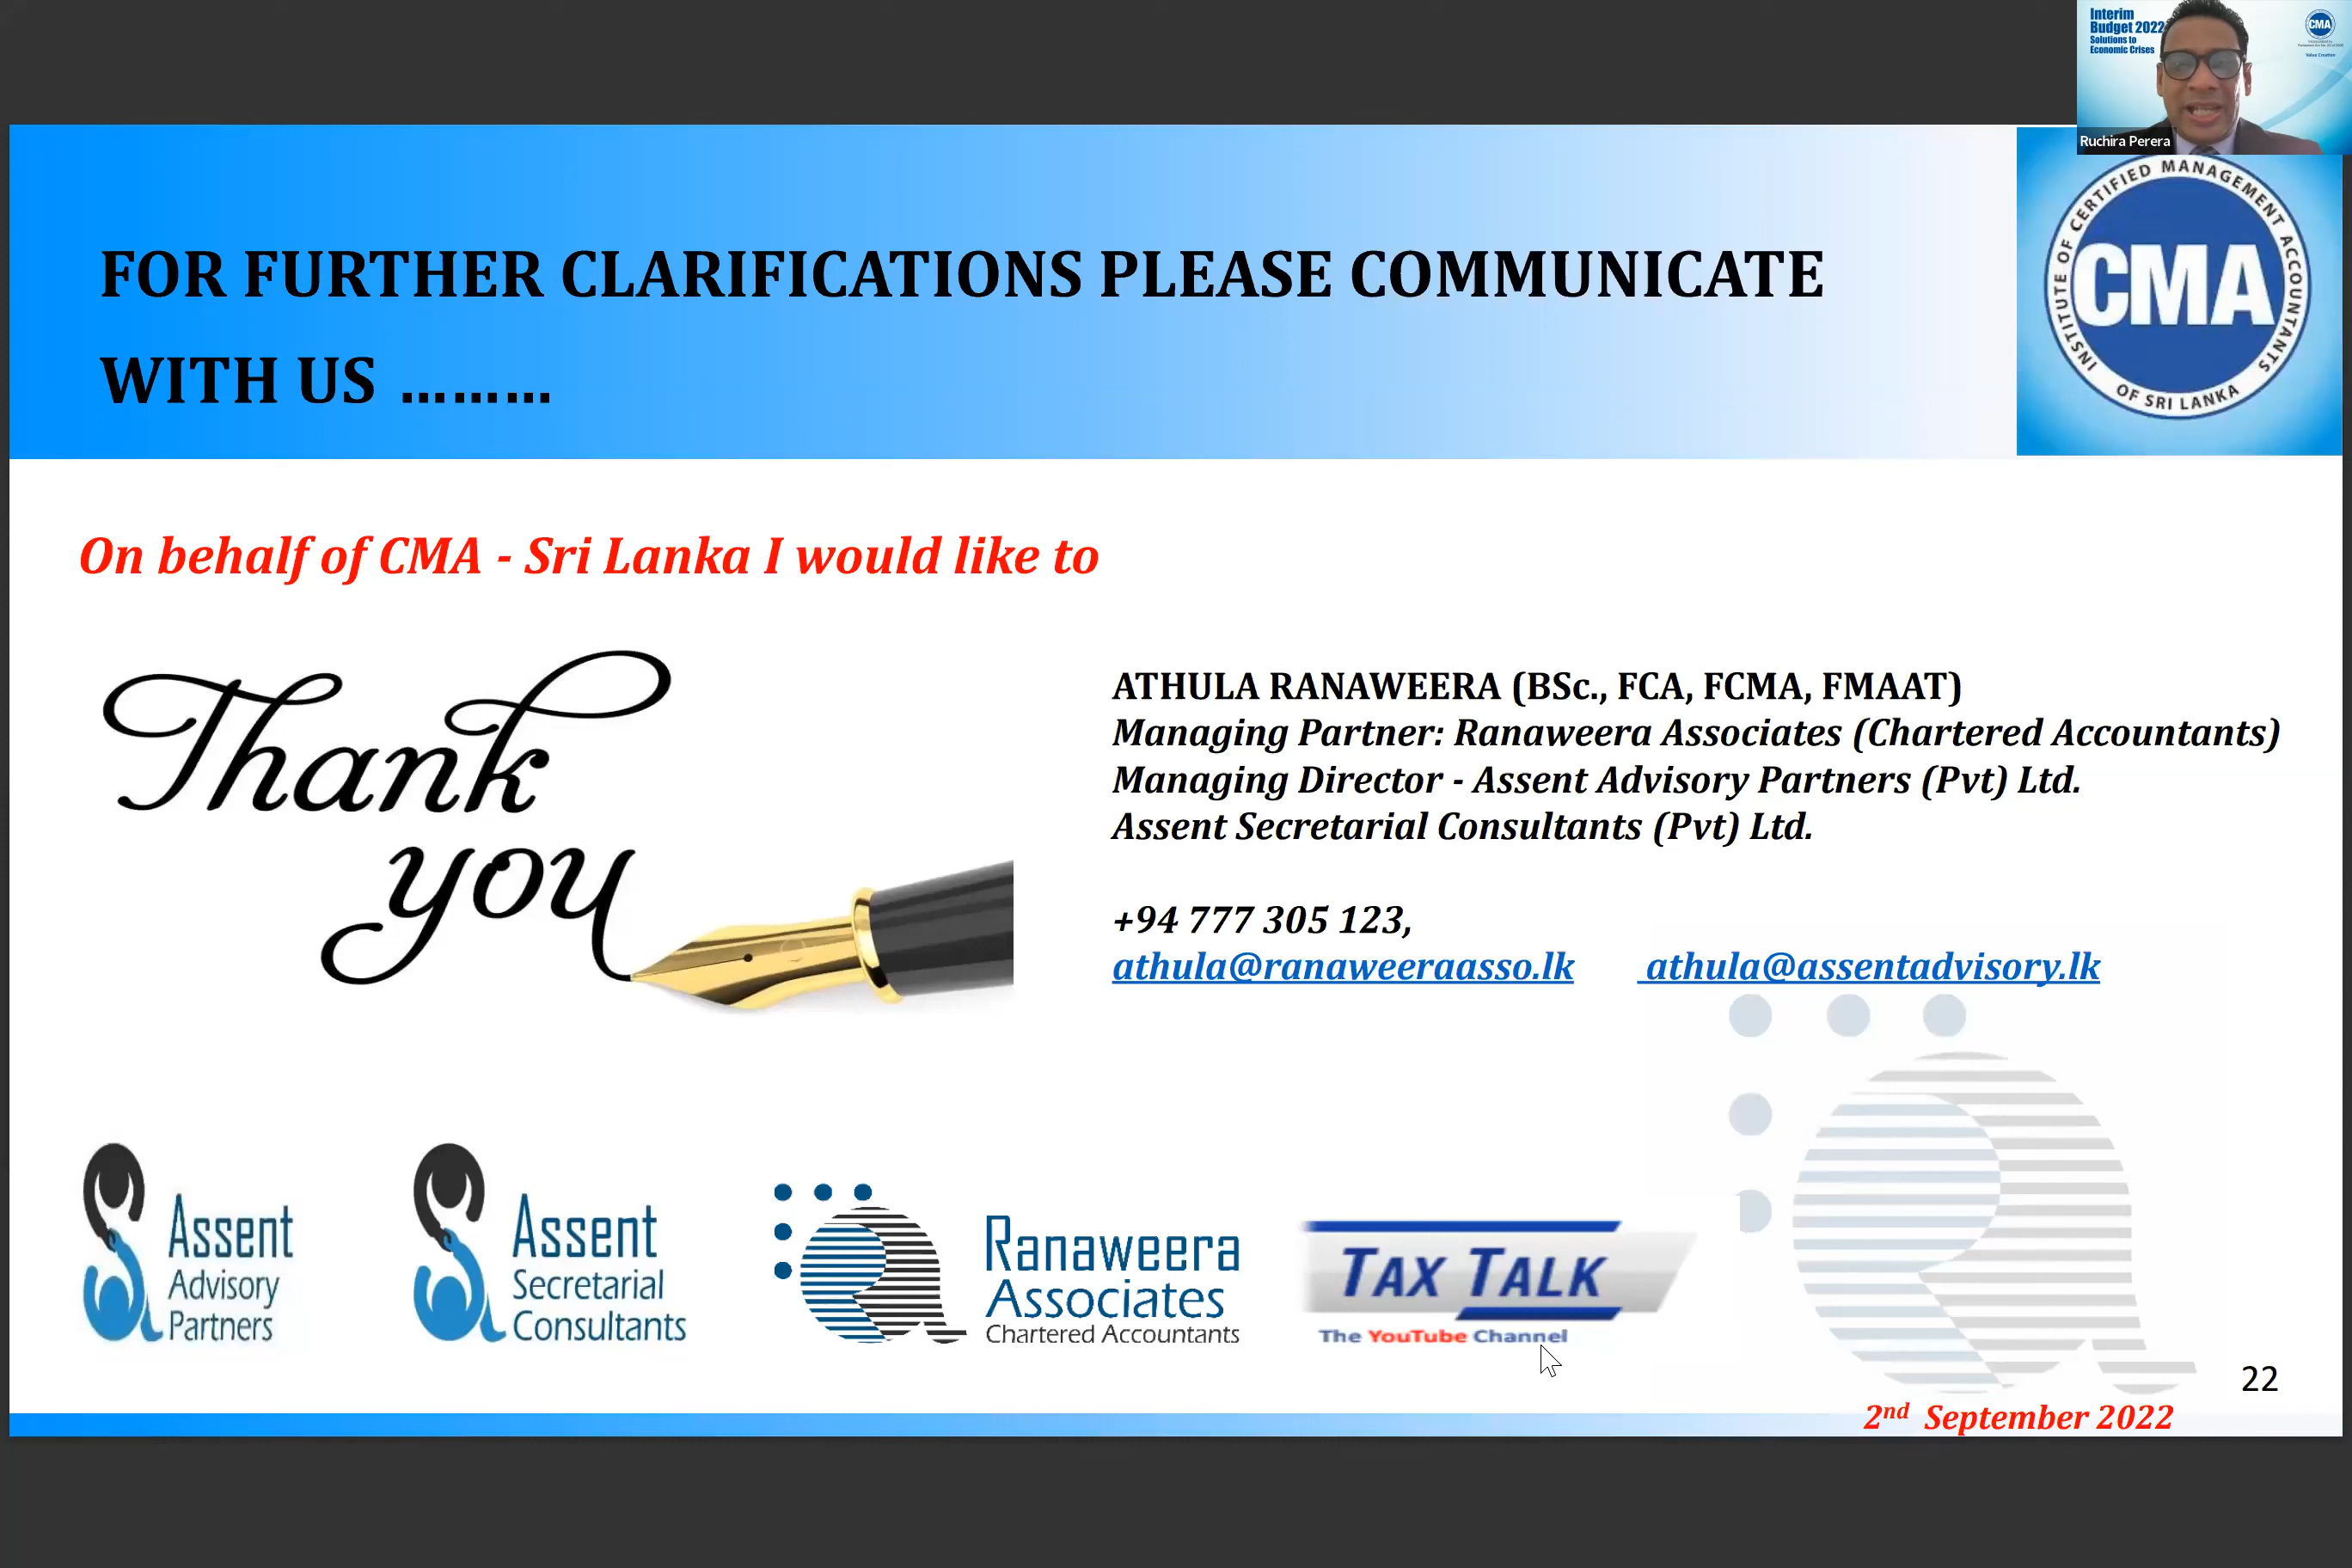 Interim
Budget 2022
Solutions to
Economic Crises
CMA
Value Creation
Ruchira Perera
FOR FURTHER CLARIFICATIONS PLEASE COMMUNICATE
WITH US .........
INSTITUTE OF CERTIFIED MANAGEMENT ACCOUNTANTS
CMA
OF SRI LANKA
On behalf of CMA - Sri Lanka I would like to
Thank
you
ATHULA RANAWEERA (BSc., FCA, FCMA, FMAAT)
Managing Partner: Ranaweera Associates (Chartered Accountants)
Managing Director - Assent Advisory Partners (Pvt) Ltd.
Assent Secretarial Consultants (Pvt) Ltd.
+94 777 305 123,
athula@ranaweeraasso.lk athula@assentadvisory.lk
Assent
Advisory
Partners
Assent
Secretarial
Consultants
Ranaweera
Associates
Chartered Accountants
TAX TALK
The YouTube Channel
22
2nd September 2022